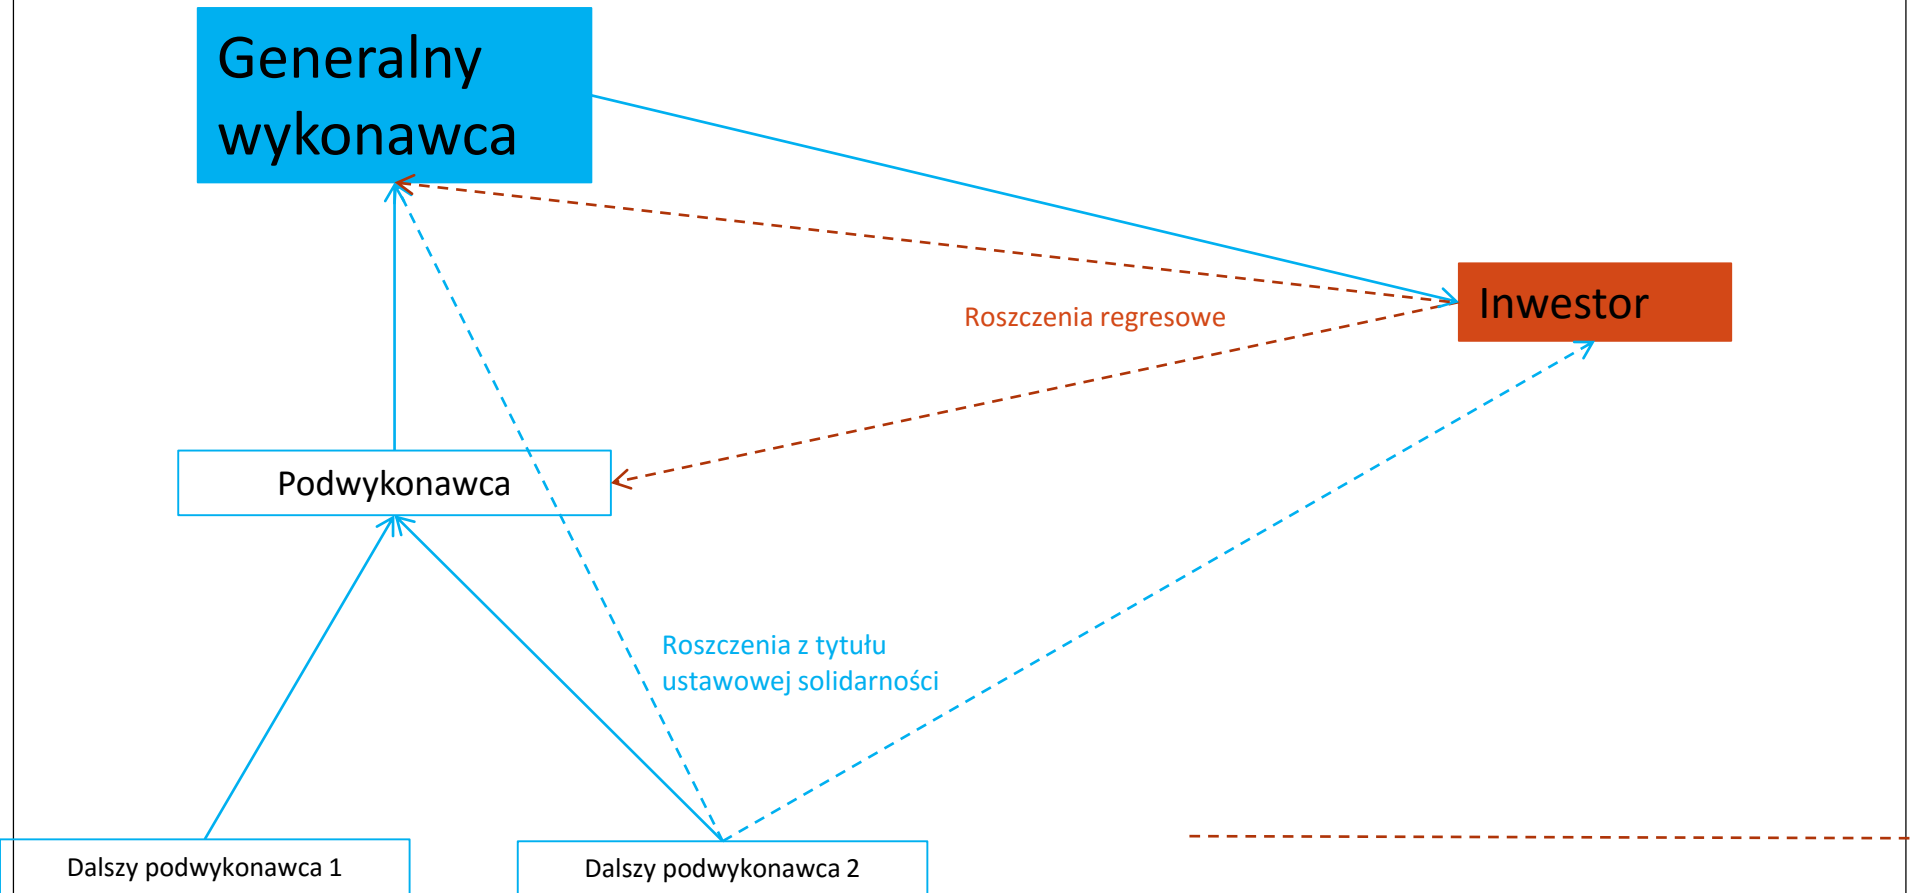 Generalny
wykonawca
Inwestor
Roszczenia regresowe
Podwykonawca
Roszczenia z tytułu
ustawowej solidarności
Dalszy podwykonawca 1
Dalszy podwykonawca 2